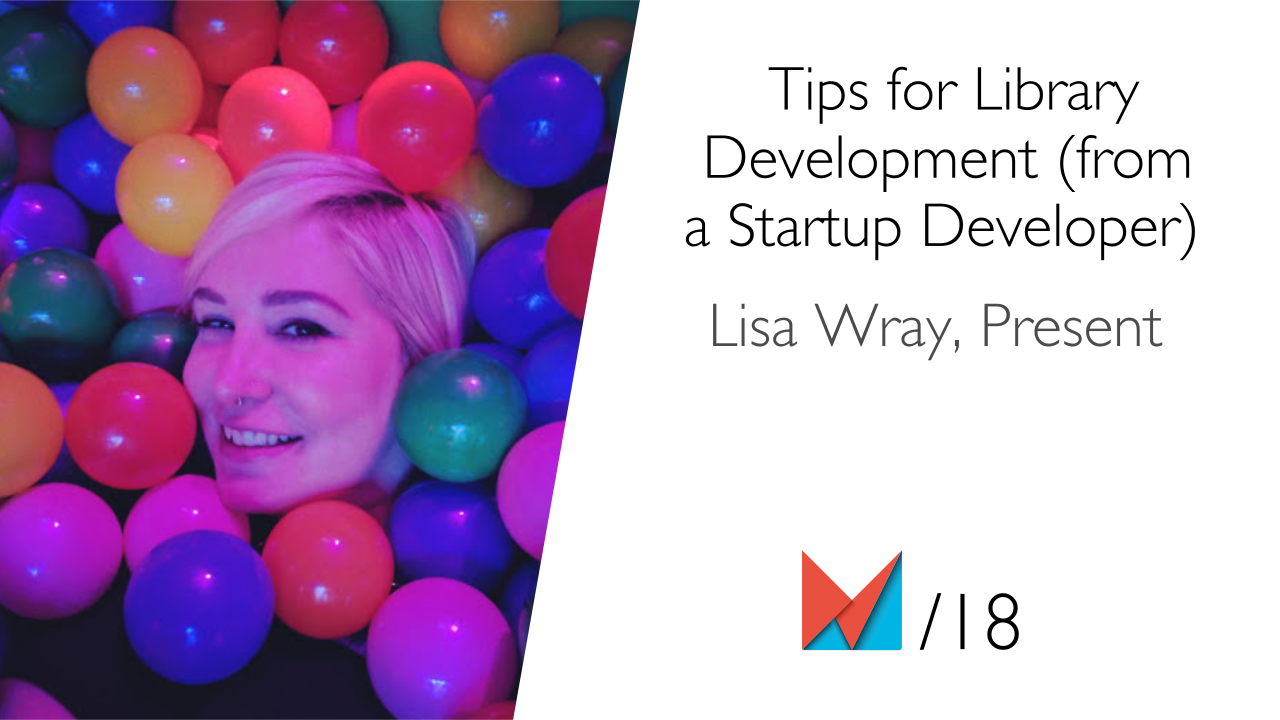 Tips for Library
Development (from
a Startup Developer)
Lisa Wray, Present
/18